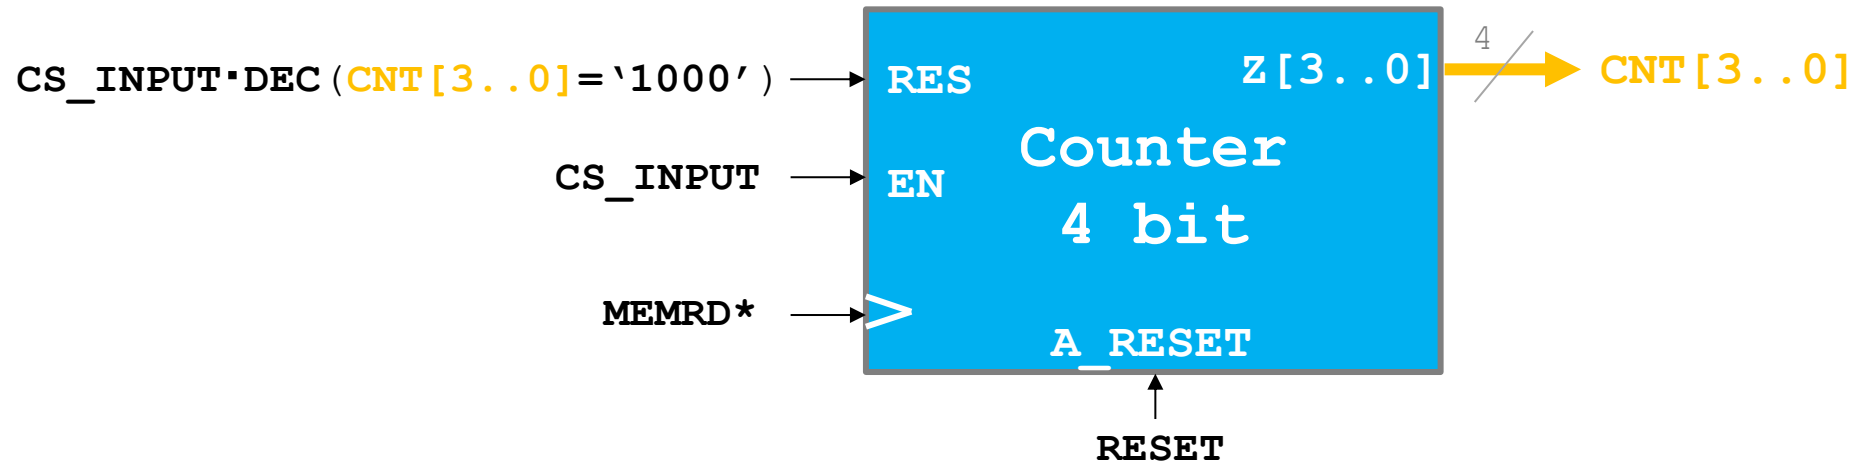 CS_INPUT·DEC(CNT[3..0]=‘1000’)
RES
Z[3..0]
4
CNT[3..0]
Counter
4 bit
CS_INPUT
EN
MEMRD*
>
A_RESET
RESET